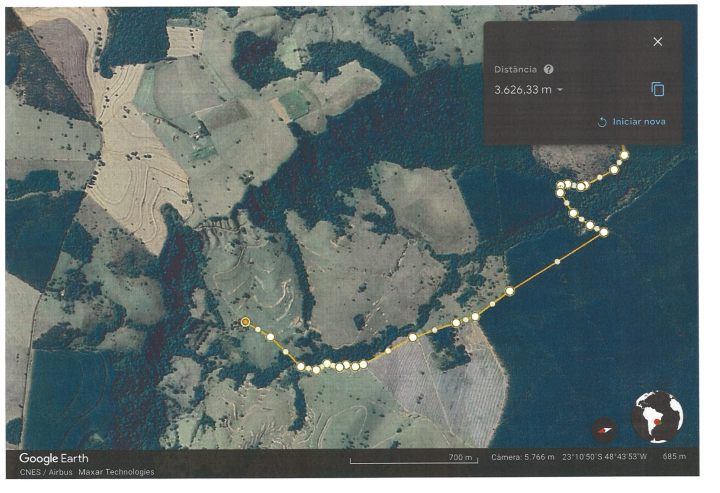 Distância
3.626,33 m
Iniciar nova
Google Earth
CNES / Airbus Maxar Technologies
700 m
Câmera: 5.766 m 23°10'50"S 48°43'53"W 685 m